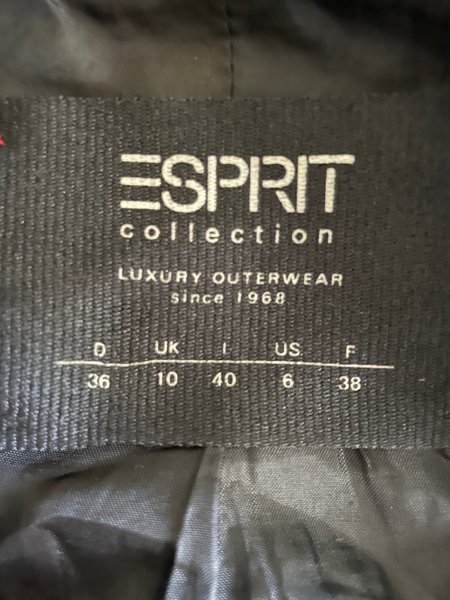 ESPRIT
collection
LUXURY OUTERWEAR
since 1968
D UK I US F
36 10 40 6 38